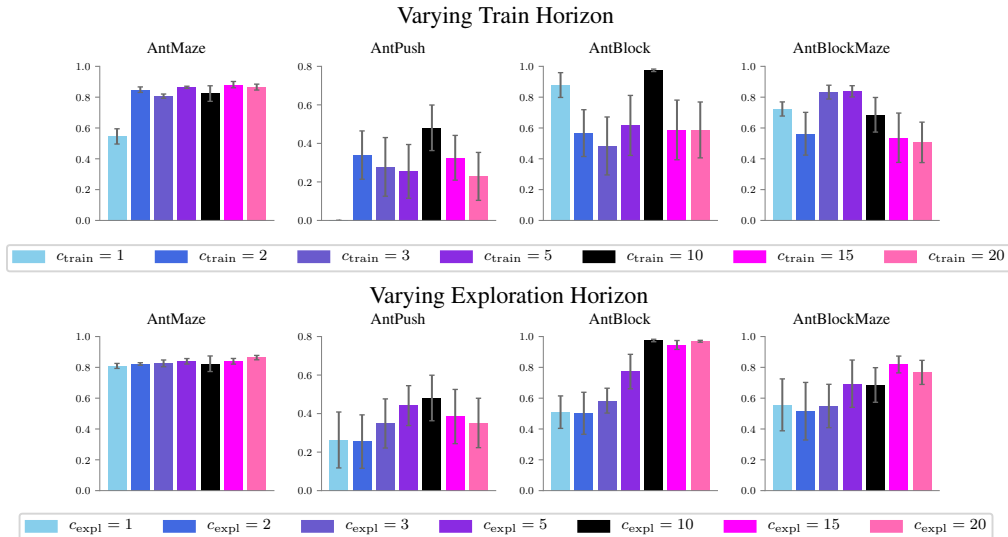 Varying Train Horizon
AntMaze AntPush AntBlock AntBlockMaze
1.0 0.8 1.0 1.0
0.8 0.6 0.8 0.8
0.6 0.4 0.6 0.6
0.4 0.2 0.4 0.4
0.2 0.0 0.2 0.2
0.0 0.0 0.0
c_train = 1 c_train = 2 c_train = 3 c_train = 5 c_train = 10 c_train = 15 c_train = 20
Varying Exploration Horizon
AntMaze AntPush AntBlock AntBlockMaze
1.0 0.8 1.0 1.0
0.8 0.6 0.8 0.8
0.6 0.4 0.6 0.6
0.4 0.2 0.4 0.4
0.2 0.0 0.2 0.2
0.0 0.0 0.0
c_expl = 1 c_expl = 2 c_expl = 3 c_expl = 5 c_expl = 10 c_expl = 15 c_expl = 20